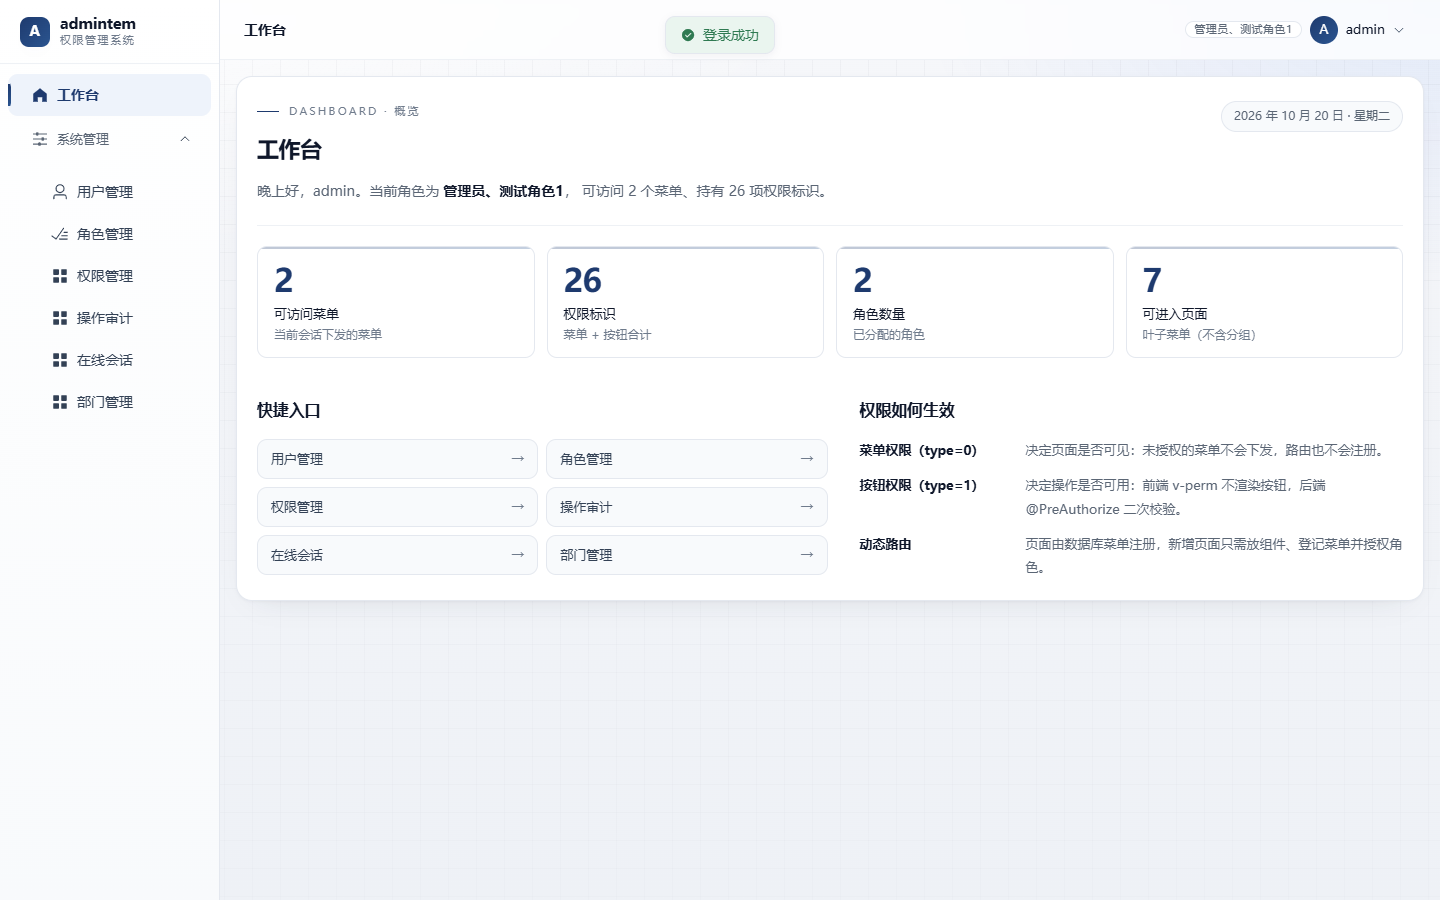 A
admintem
权限管理系统
工作台
系统管理
用户管理
角色管理
权限管理
操作审计
在线会话
部门管理
工作台
登录成功
管理员、测试角色1
A
admin
DASHBOARD · 概览
2026 年 10 月 20 日 · 星期二
工作台
晚上好，admin。当前角色为 管理员、测试角色1， 可访问 2 个菜单、持有 26 项权限标识。
2
可访问菜单
当前会话下发的菜单
26
权限标识
菜单 + 按钮合计
2
角色数量
已分配的角色
7
可进入页面
叶子菜单（不含分组）
快捷入口
用户管理 →
角色管理 →
权限管理 →
操作审计 →
在线会话 →
部门管理 →
权限如何生效
菜单权限（type=0）
决定页面是否可见：未授权的菜单不会下发，路由也不会注册。
按钮权限（type=1）
决定操作是否可用：前端 v-perm 不渲染按钮，后端
@PreAuthorize 二次校验。
动态路由
页面由数据库菜单注册，新增页面只需放组件、登记菜单并授权角
色。